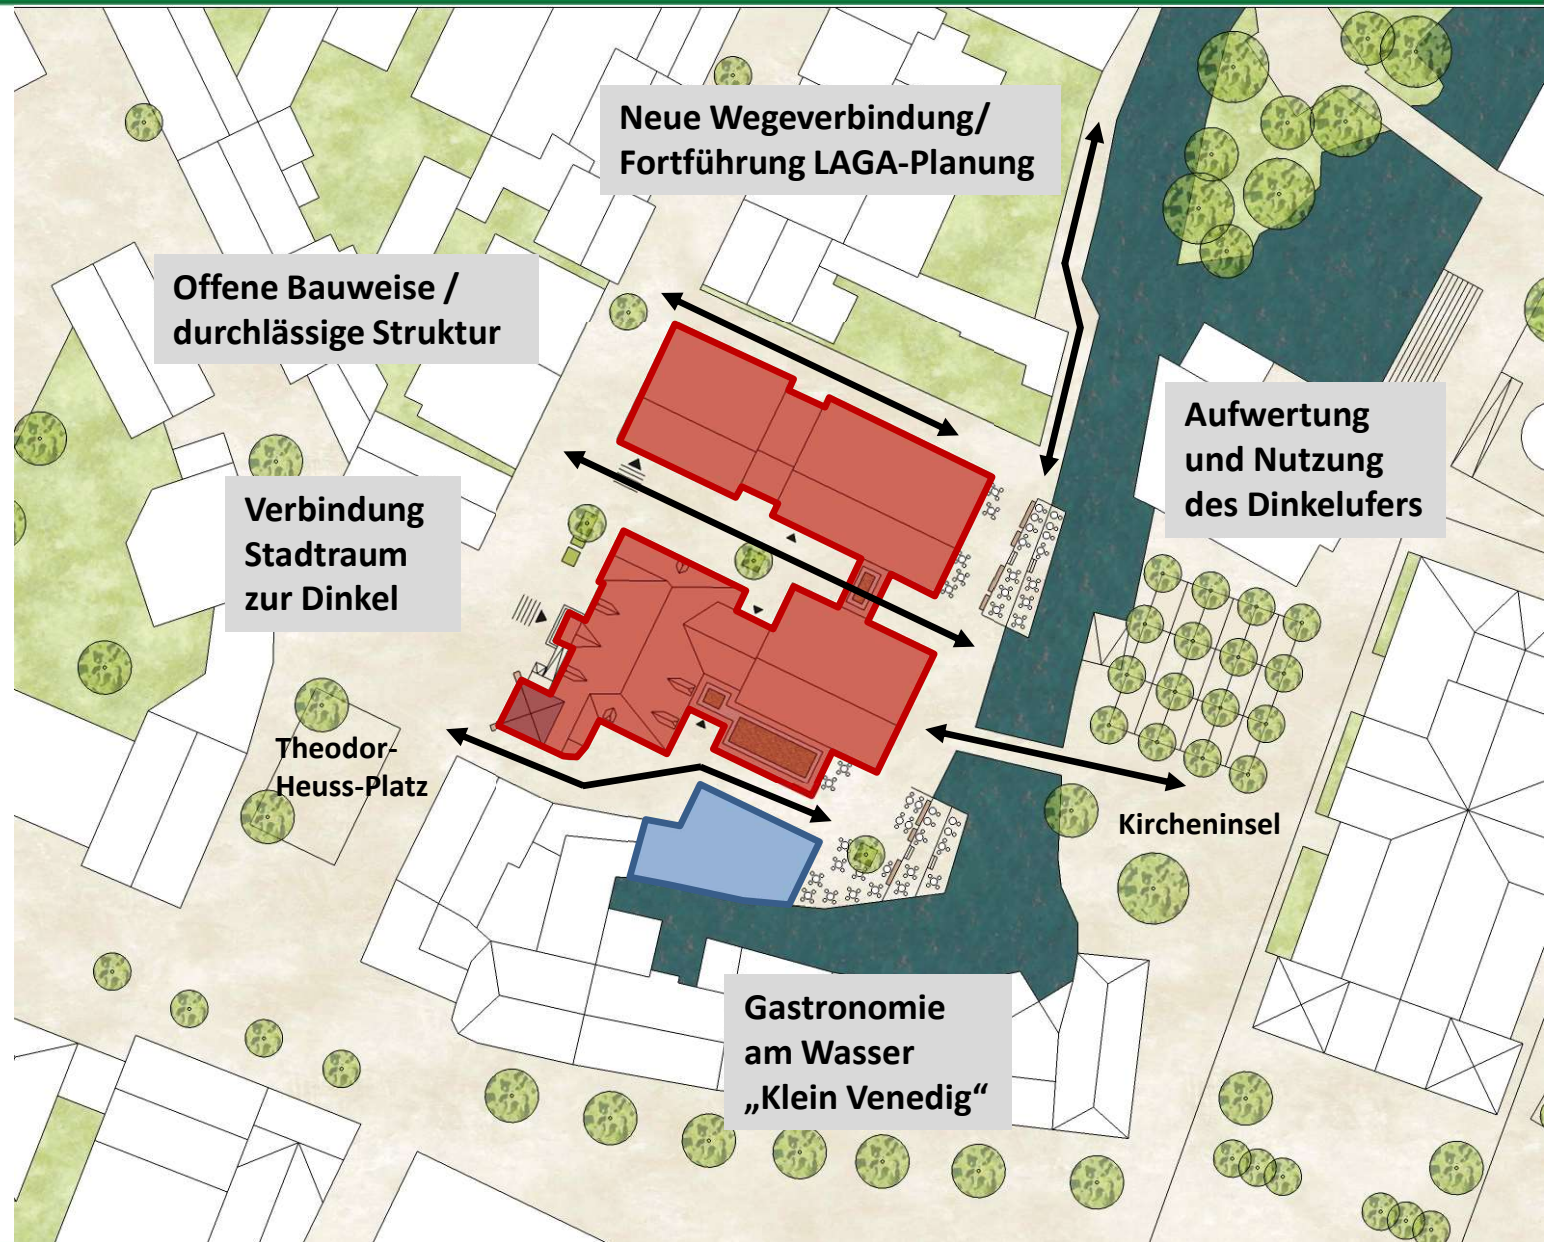 Neue Wegeverbindung/
Fortführung LAGA-Planung
Offene Bauweise /
durchlässige Struktur
Aufwertung
und Nutzung
des Dinkelufers
Verbindung
Stadtraum
zur Dinkel
Theodor-
Heuss-Platz
Kircheninsel
Gastronomie
am Wasser
„Klein Venedig“